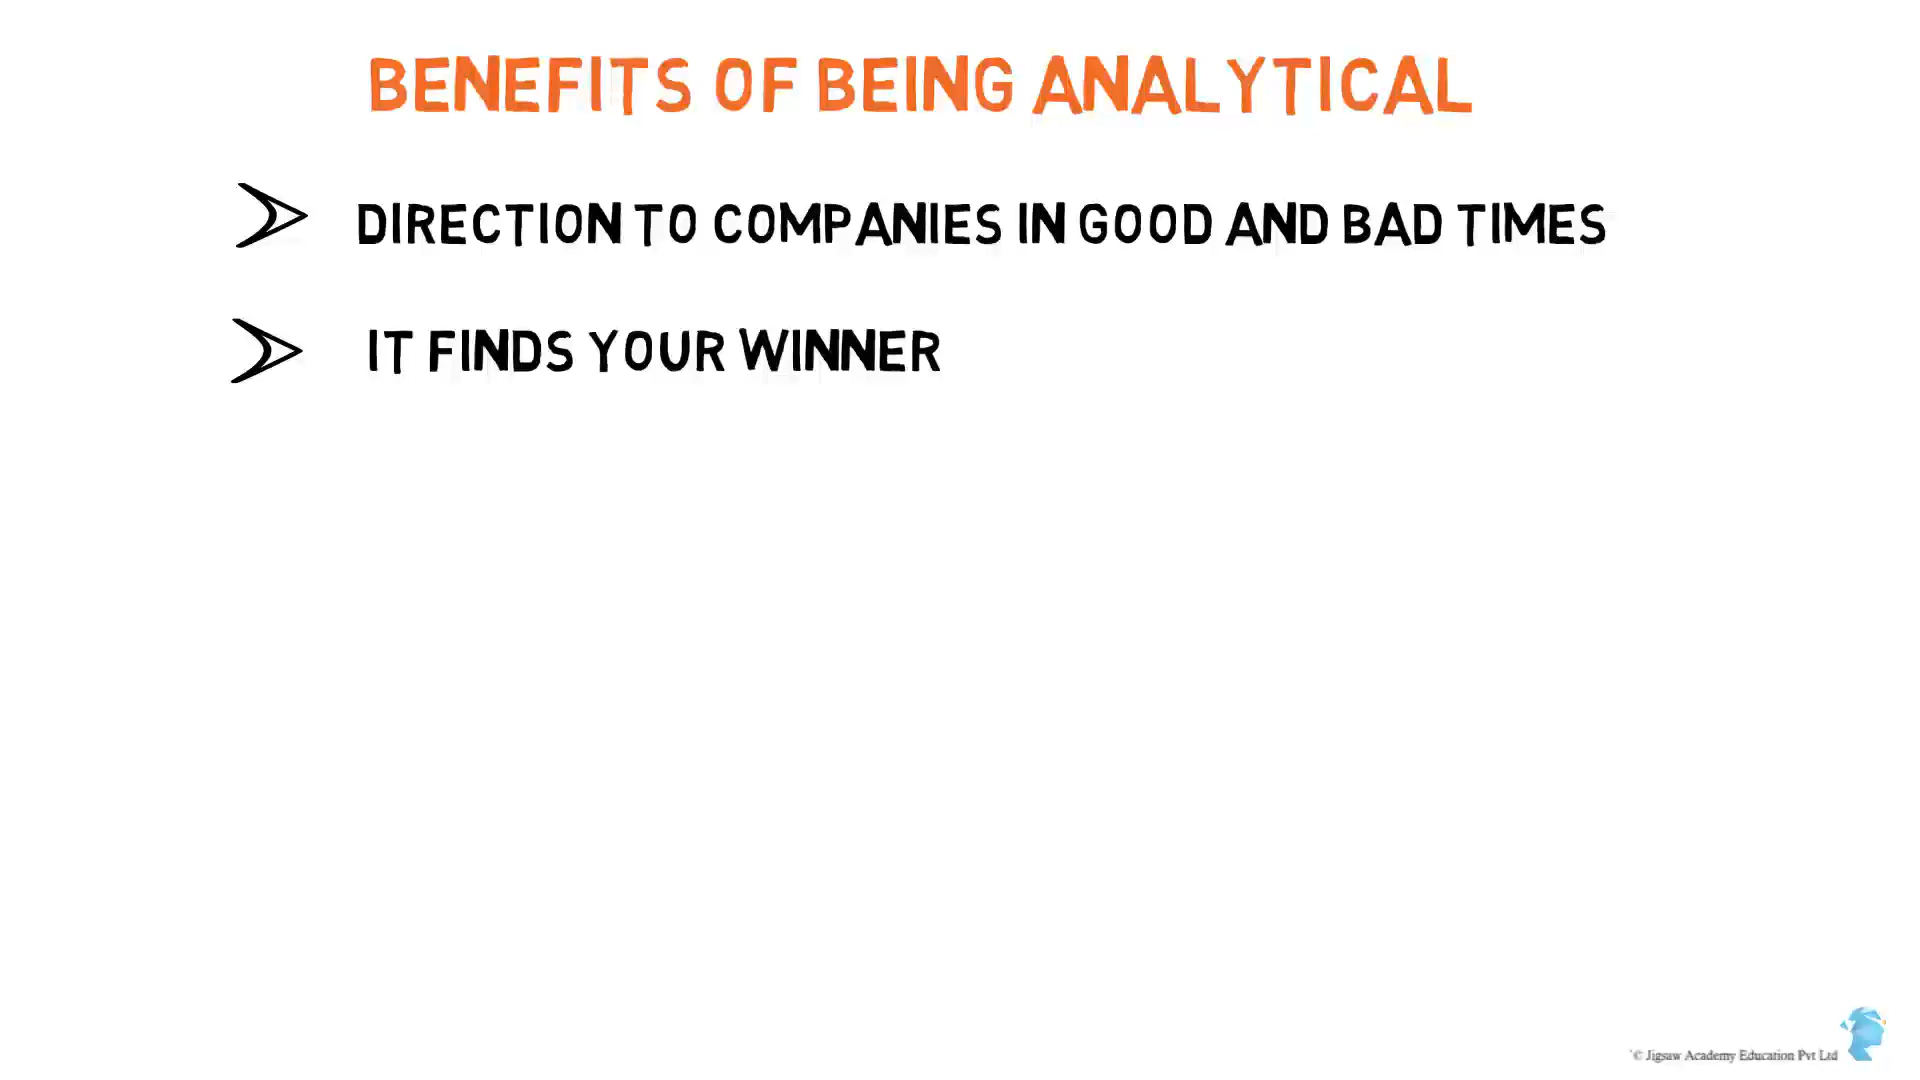 BENEFITS OF BEING ANALYTICAL
DIRECTION TO COMPANIES IN GOOD AND BAD TIMES
IT FINDS YOUR WINNER
© Jigsaw Academy Education Pvt Ltd